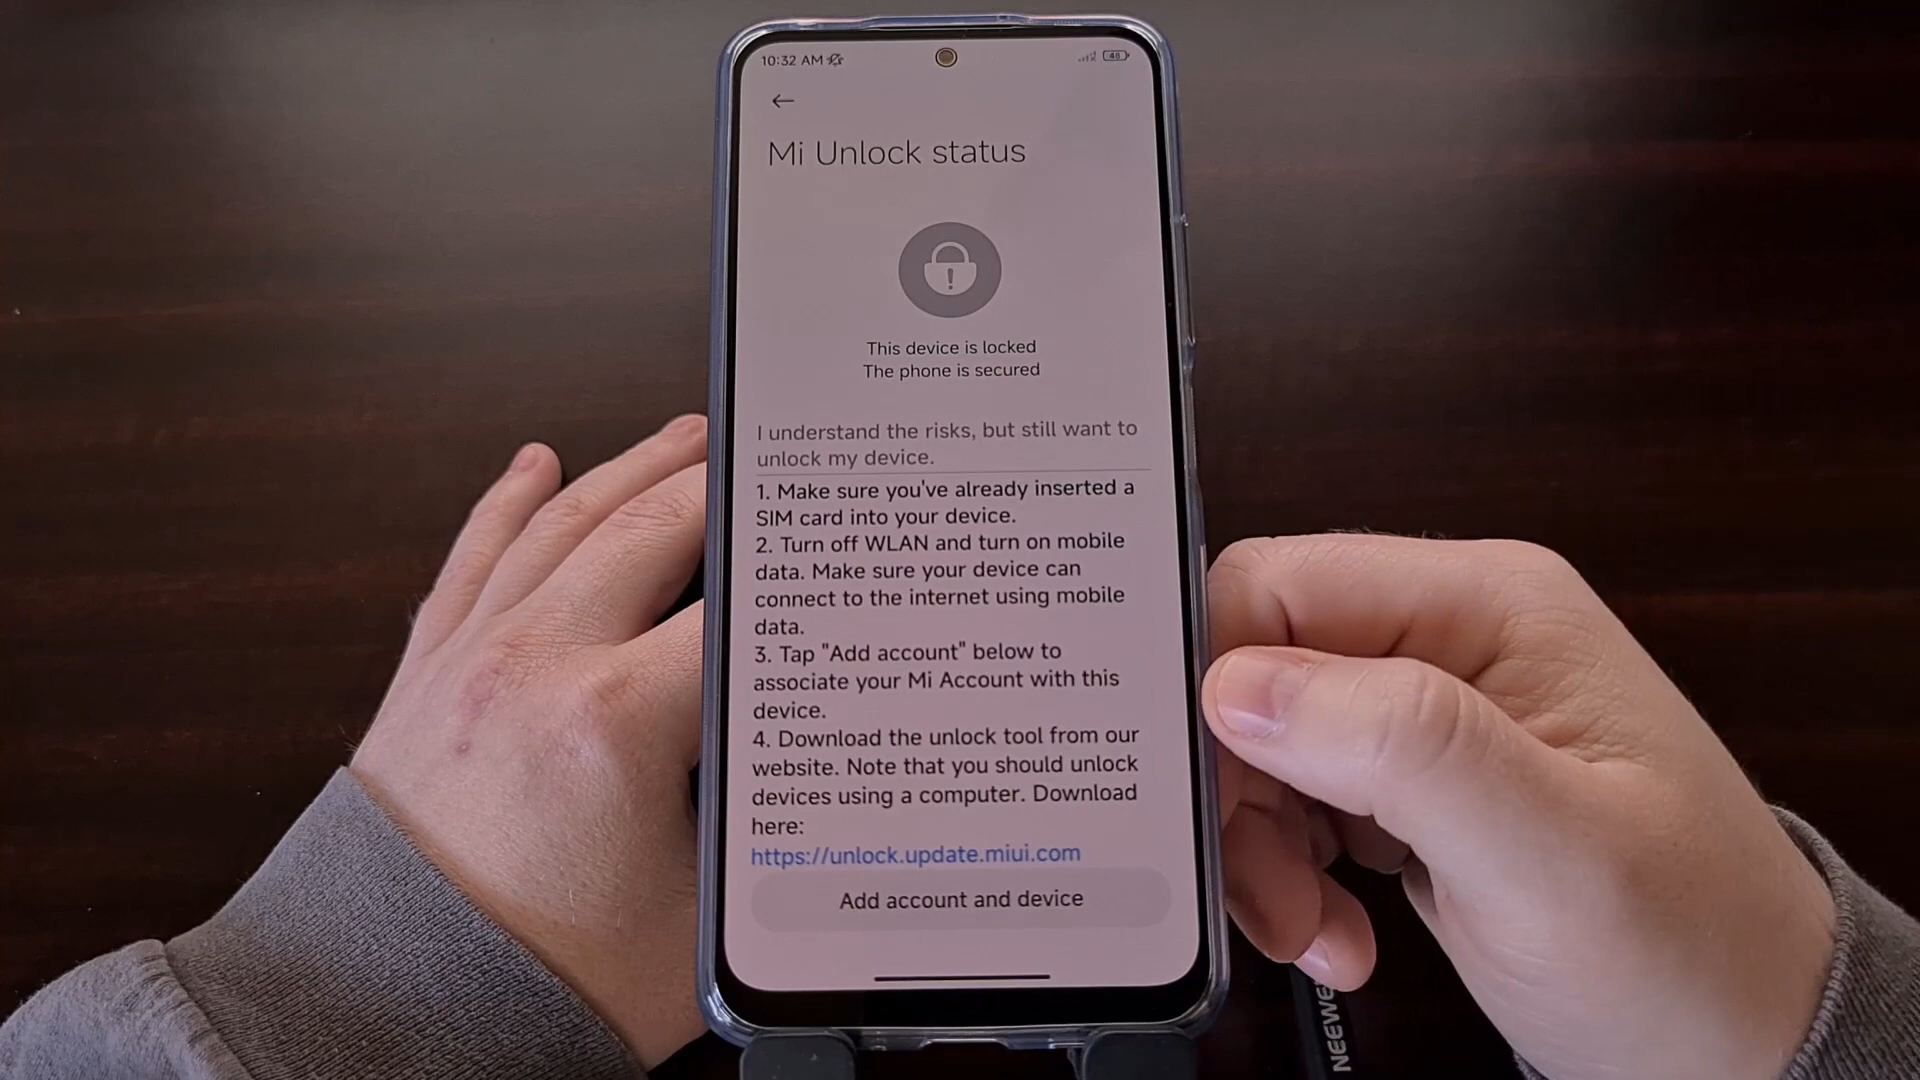 10:32 AM
48
Mi Unlock status
This device is locked
The phone is secured
I understand the risks, but still want to
unlock my device.
1. Make sure you've already inserted a
SIM card into your device.
2. Turn off WLAN and turn on mobile
data. Make sure your device can
connect to the internet using mobile
data.
3. Tap "Add account" below to
associate your Mi Account with this
device.
4. Download the unlock tool from our
website. Note that you should unlock
devices using a computer. Download
here:
https://unlock.update.miui.com
Add account and device